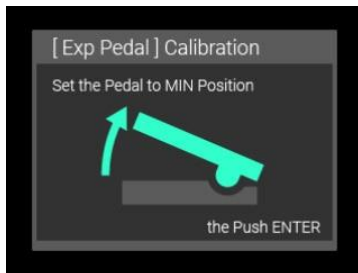 [ Exp Pedal ] Calibration
Set the Pedal to MIN Position
the Push ENTER